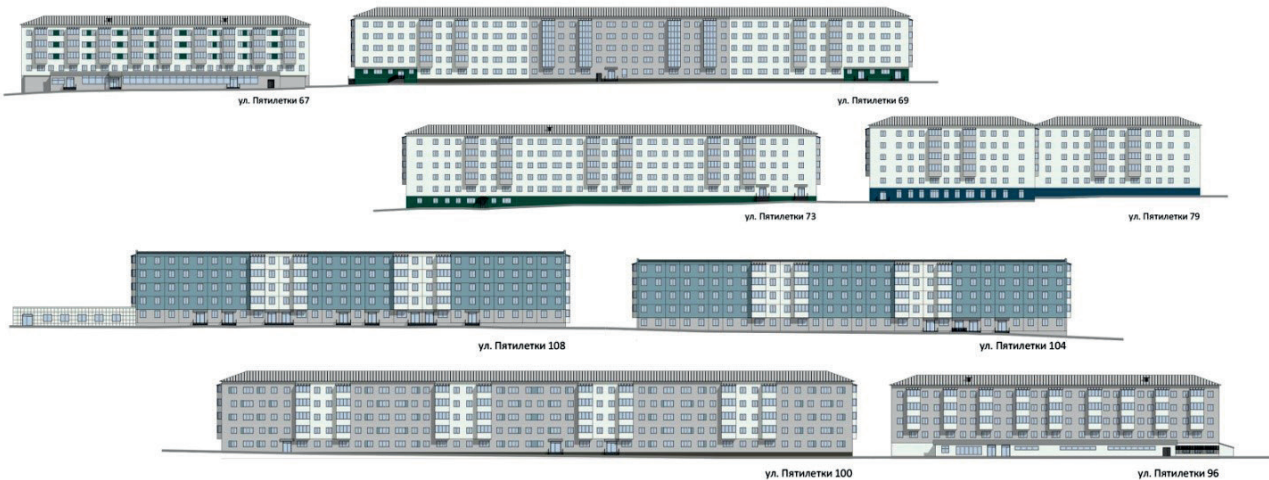 ул. Пятилетки 67
ул. Пятилетки 69
ул. Пятилетки 73
ул. Пятилетки 79
ул. Пятилетки 108
ул. Пятилетки 104
ул. Пятилетки 100
ул. Пятилетки 96